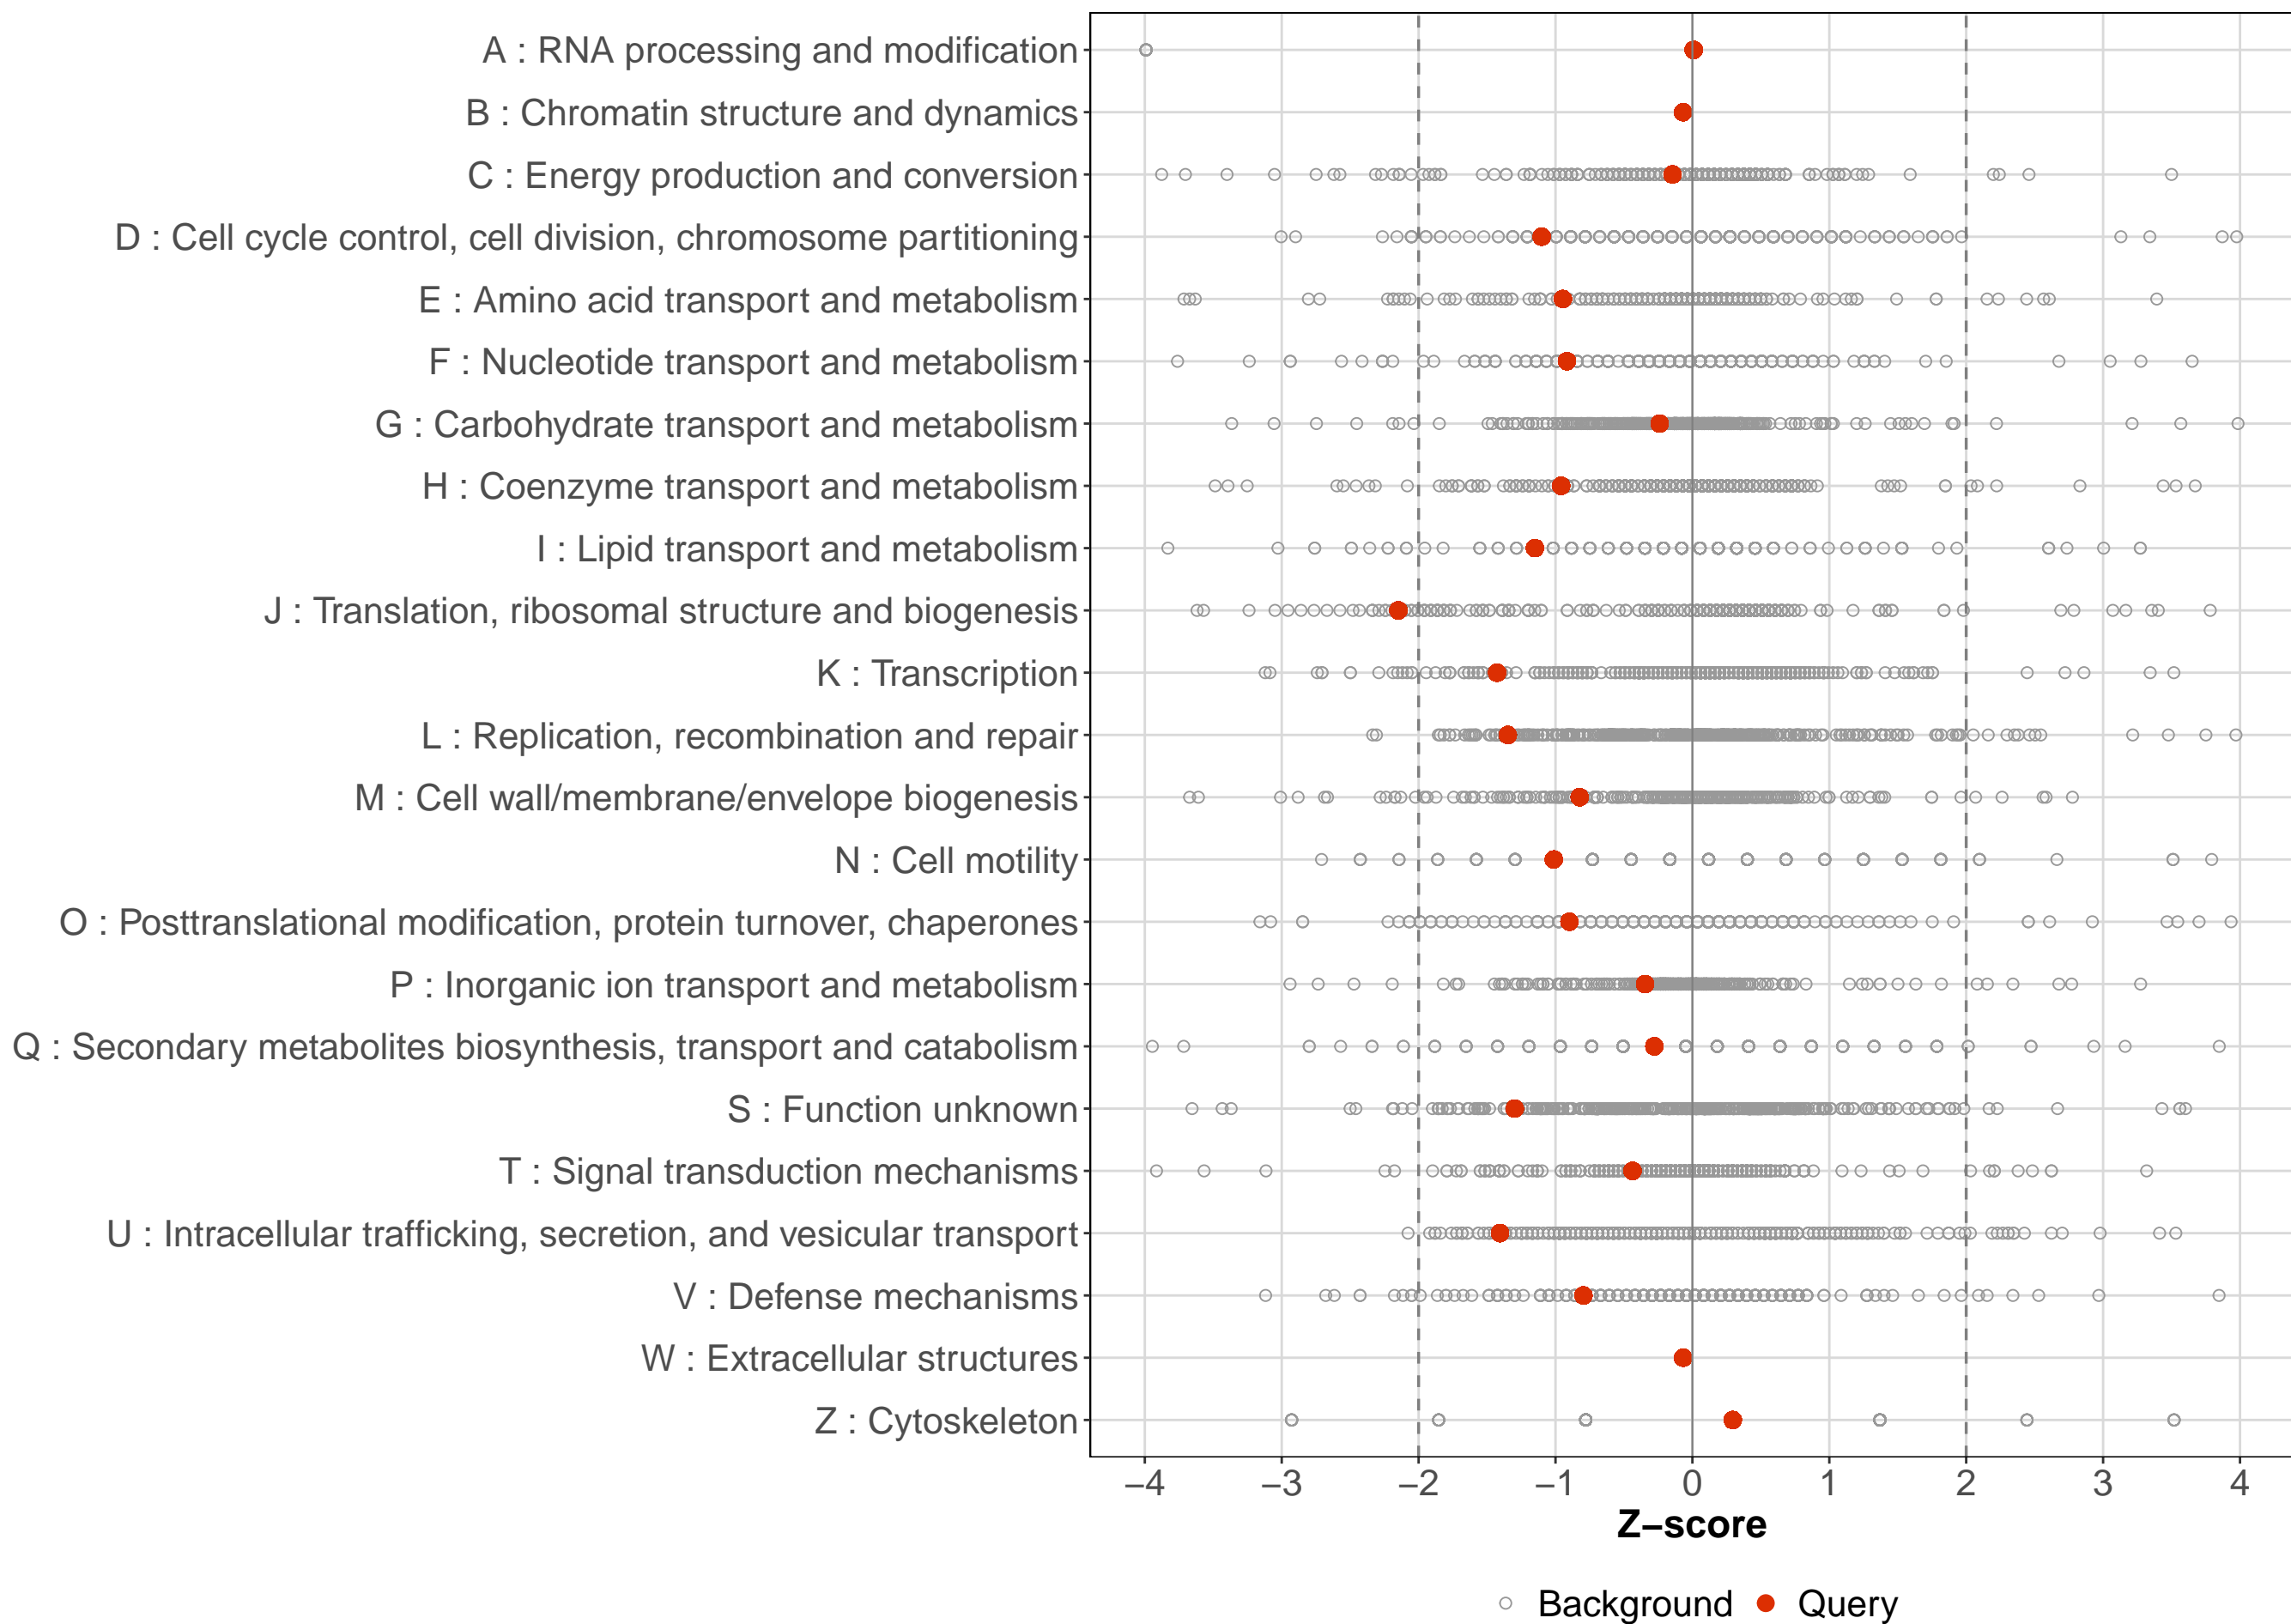 A : RNA processing and modification
B : Chromatin structure and dynamics
C : Energy production and conversion
D : Cell cycle control, cell division, chromosome partitioning
E : Amino acid transport and metabolism
F : Nucleotide transport and metabolism
G : Carbohydrate transport and metabolism
H : Coenzyme transport and metabolism
I : Lipid transport and metabolism
J : Translation, ribosomal structure and biogenesis
K : Transcription
L : Replication, recombination and repair
M : Cell wall/membrane/envelope biogenesis
N : Cell motility
O : Posttranslational modification, protein turnover, chaperones
P : Inorganic ion transport and metabolism
Q : Secondary metabolites biosynthesis, transport and catabolism
S : Function unknown
T : Signal transduction mechanisms
U : Intracellular trafficking, secretion, and vesicular transport
V : Defense mechanisms
W : Extracellular structures
Z : Cytoskeleton
−4 −3 −2 −1 0 1 2 3 4
Z−score
Background Query